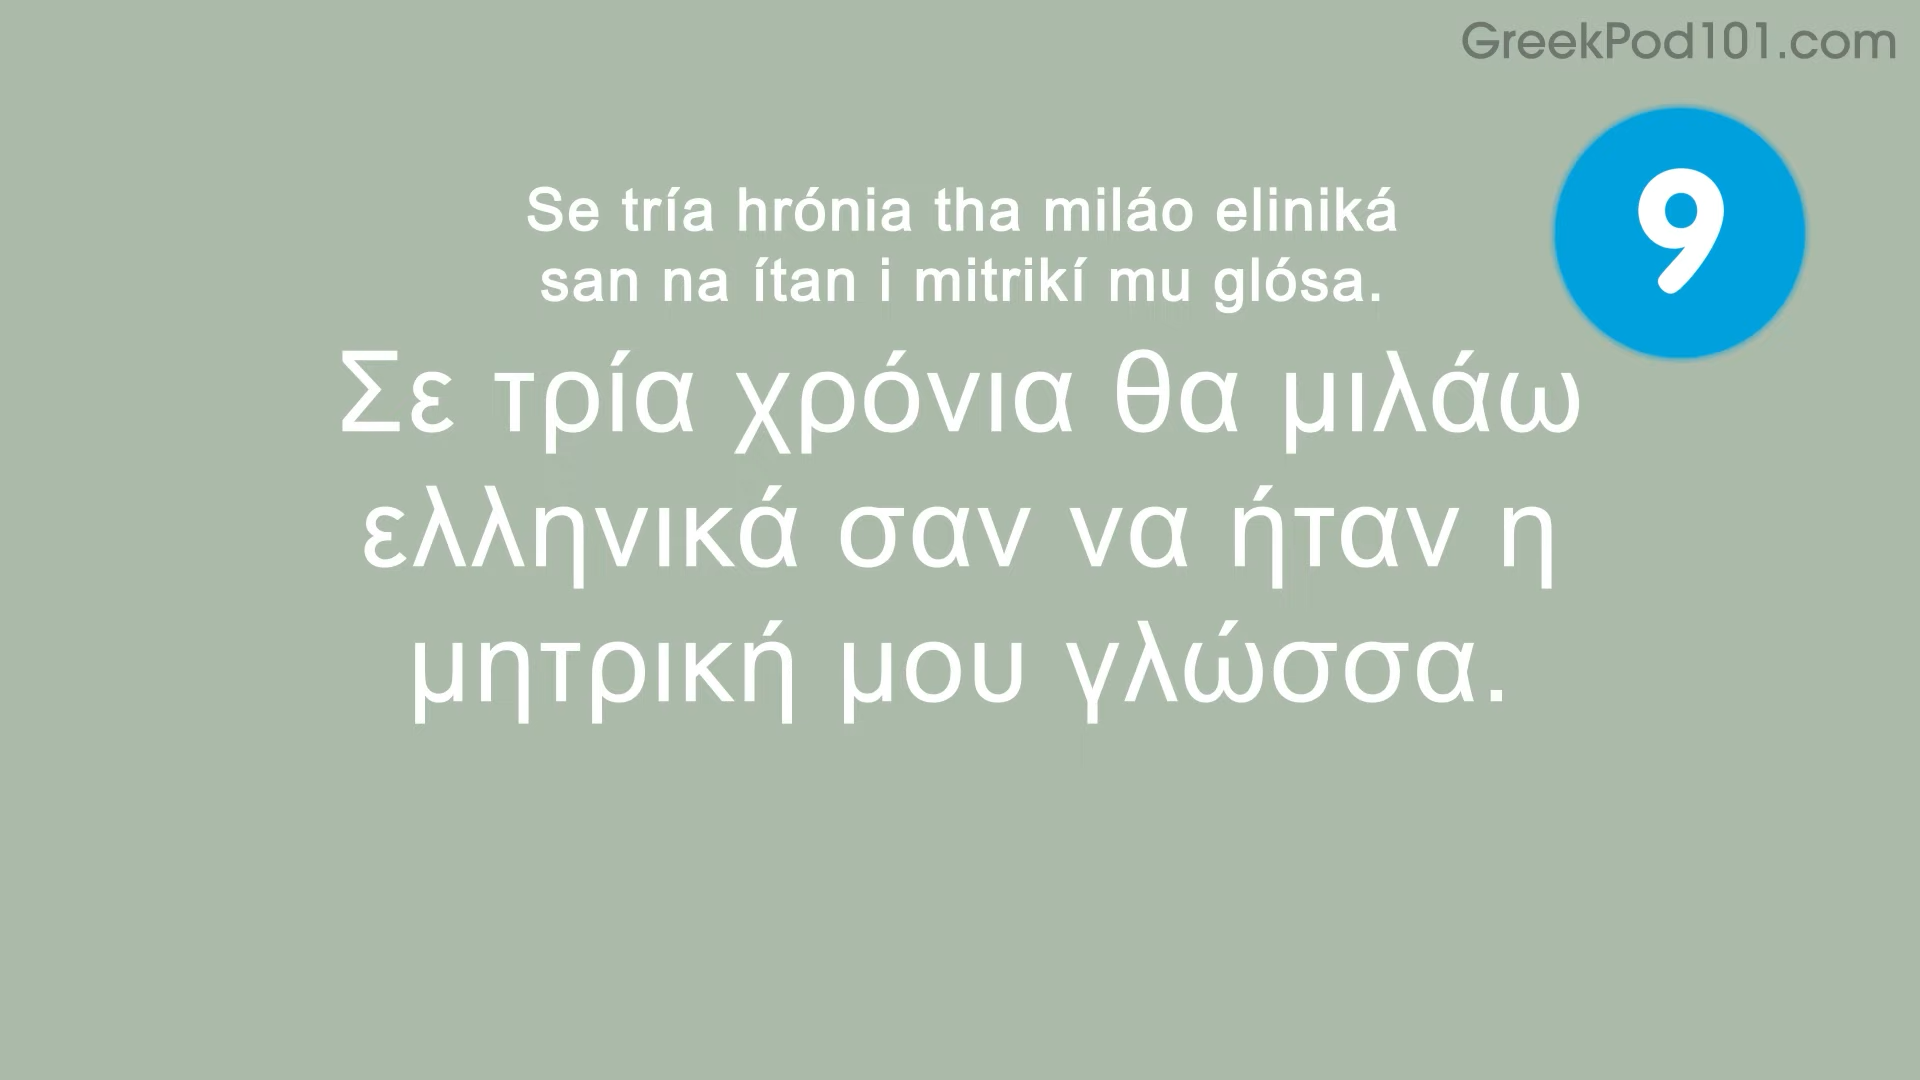 GreekPod101.com
9
Se tría hrónia tha miláo eliniká
san na ítan i mitrikí mu glósa.
Σε τρία χρόνια θα μιλάω
ελληνικά σαν να ήταν η
μητρική μου γλώσσα.